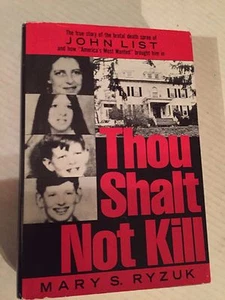 The true story of the brutal death spree of
JOHN LIST
and how "America's Most Wanted" brought him in
Thou
Shalt
Not Kill
MARY S. RYZUK